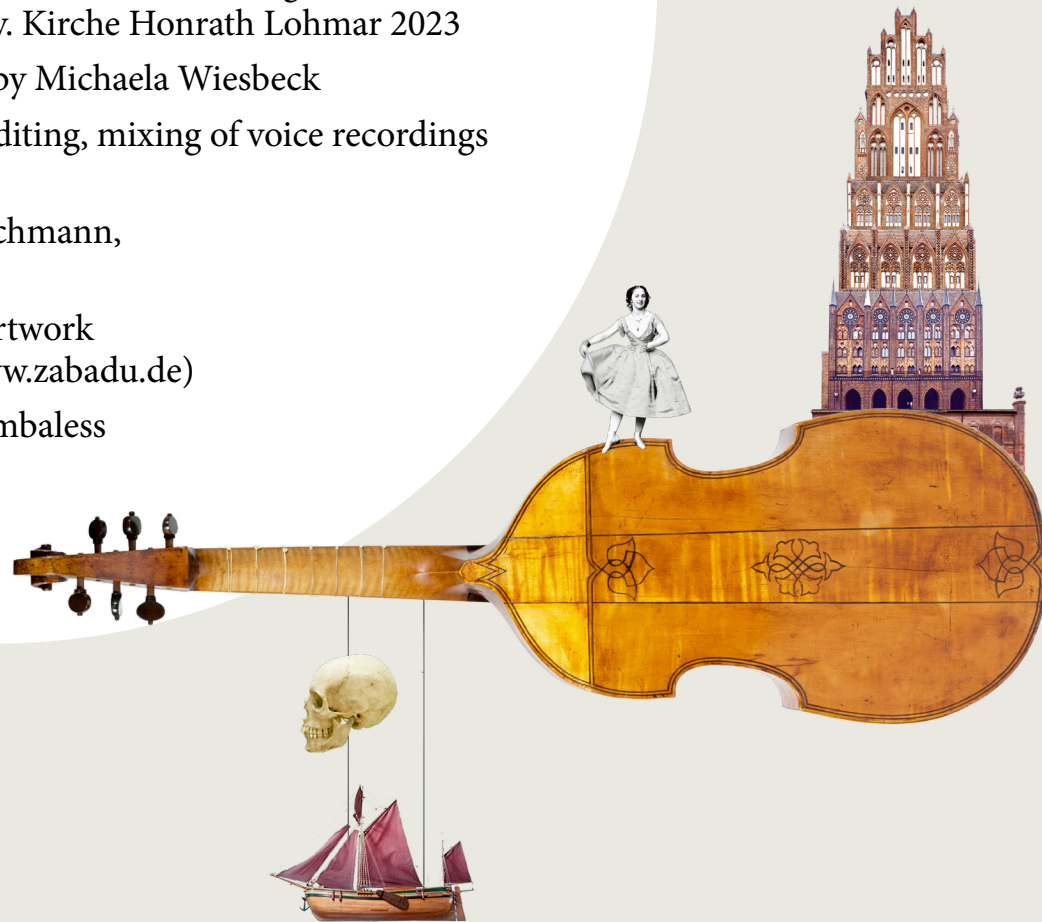 v. Kirche Honrath Lohmar 2023
by Michaela Wiesbeck
diting, mixing of voice recordings
chmann,
rtwork
w.zabadu.de)
mbaless